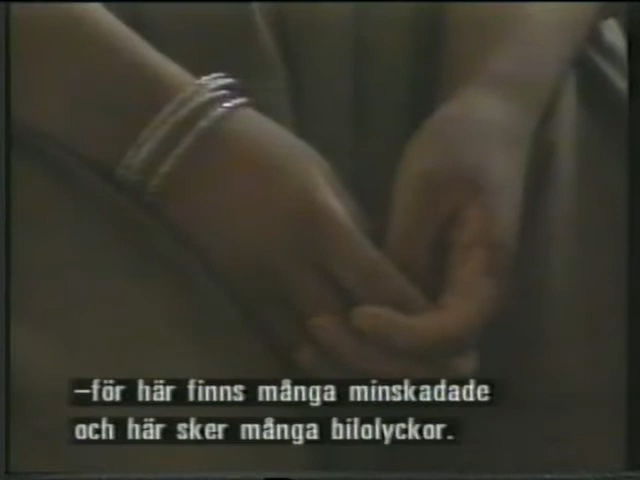 –för här finns många minskadade
och här sker många bilolyckor.